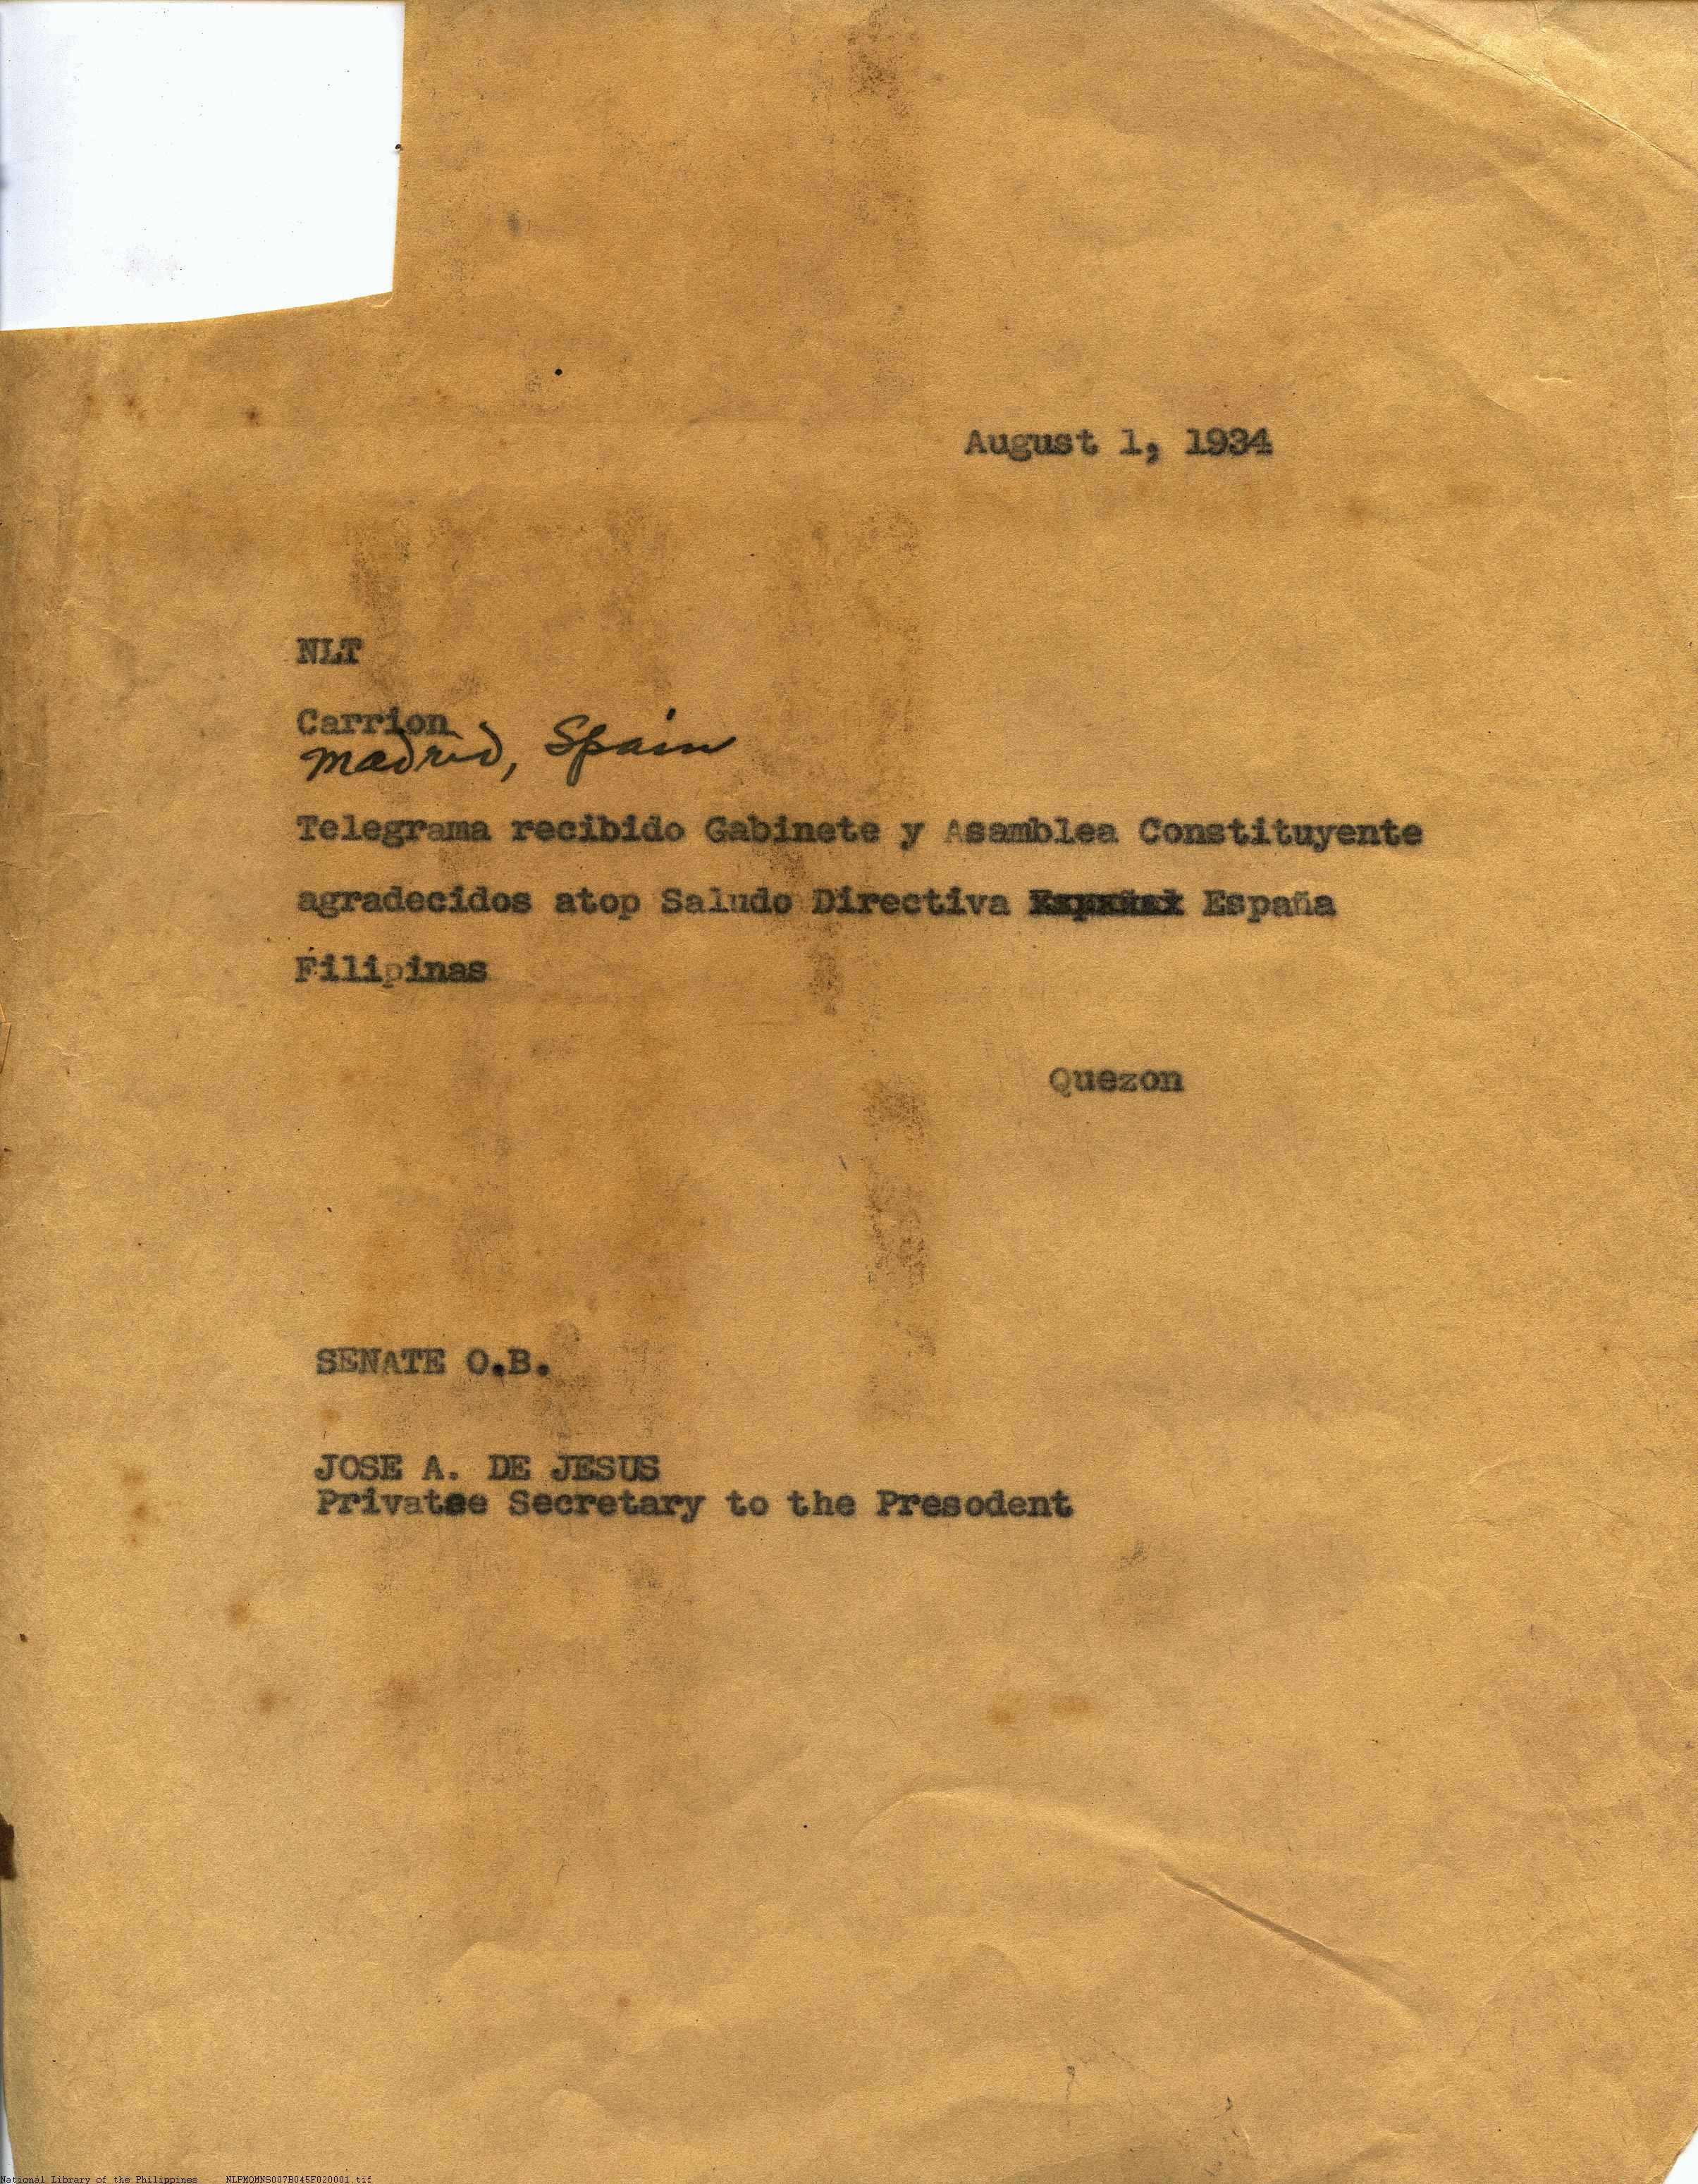 August 1, 1934
NLT
Carrion
Madrid, Spain
Telegrama recibido Gabinete y Asamblea Constituyente
agradecidos atop Saludo Directiva España
Filipinas
Quezon
SENATE O.B.
JOSE A. DE JESUS
Privatee Secretary to the Presodent
National Library of the Philippines NLPMQMNS007B045F020001.tif